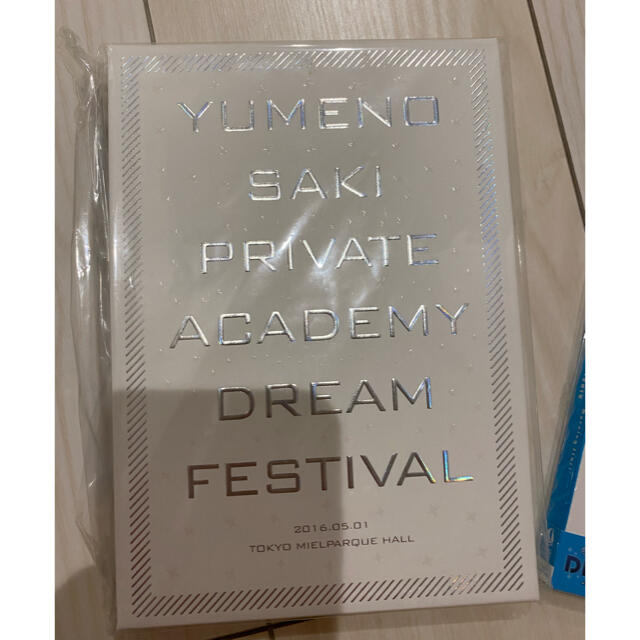 YUMENO
SAKI
PRIVATE
ACADEMY
DREAM
FESTIVAL
2016.05.01
TOKYO MIELPARQUE HALL